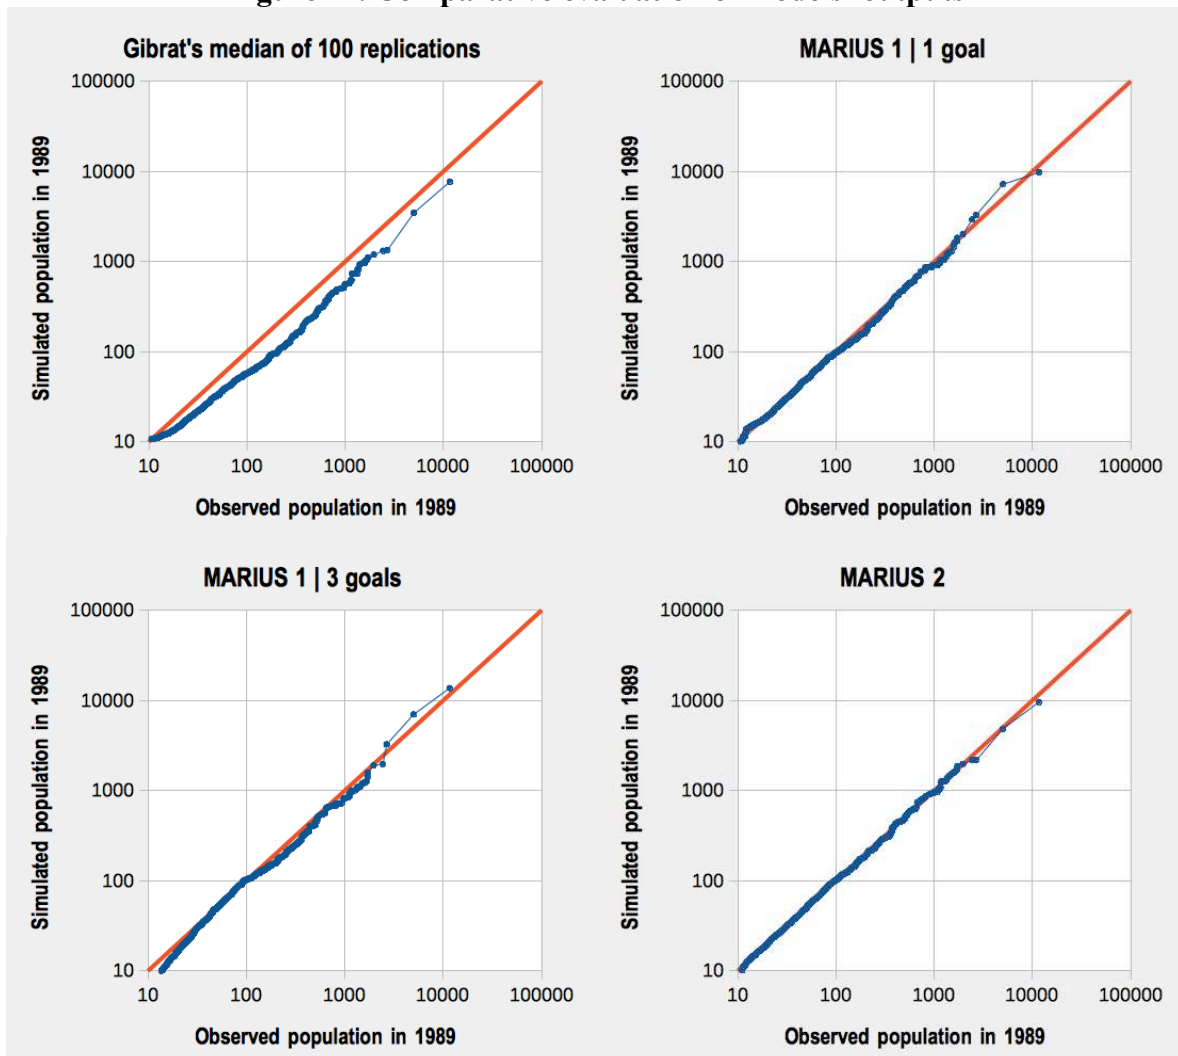 Gibrat's median of 100 replications
100000
10000
1000
100
10
10 100 1000 10000 100000
Simulated population in 1989
Observed population in 1989
MARIUS 1 | 1 goal
100000
10000
1000
100
10
10 100 1000 10000 100000
Simulated population in 1989
Observed population in 1989
MARIUS 1 | 3 goals
100000
10000
1000
100
10
10 100 1000 10000 100000
Simulated population in 1989
Observed population in 1989
MARIUS 2
100000
10000
1000
100
10
10 100 1000 10000 100000
Simulated population in 1989
Observed population in 1989